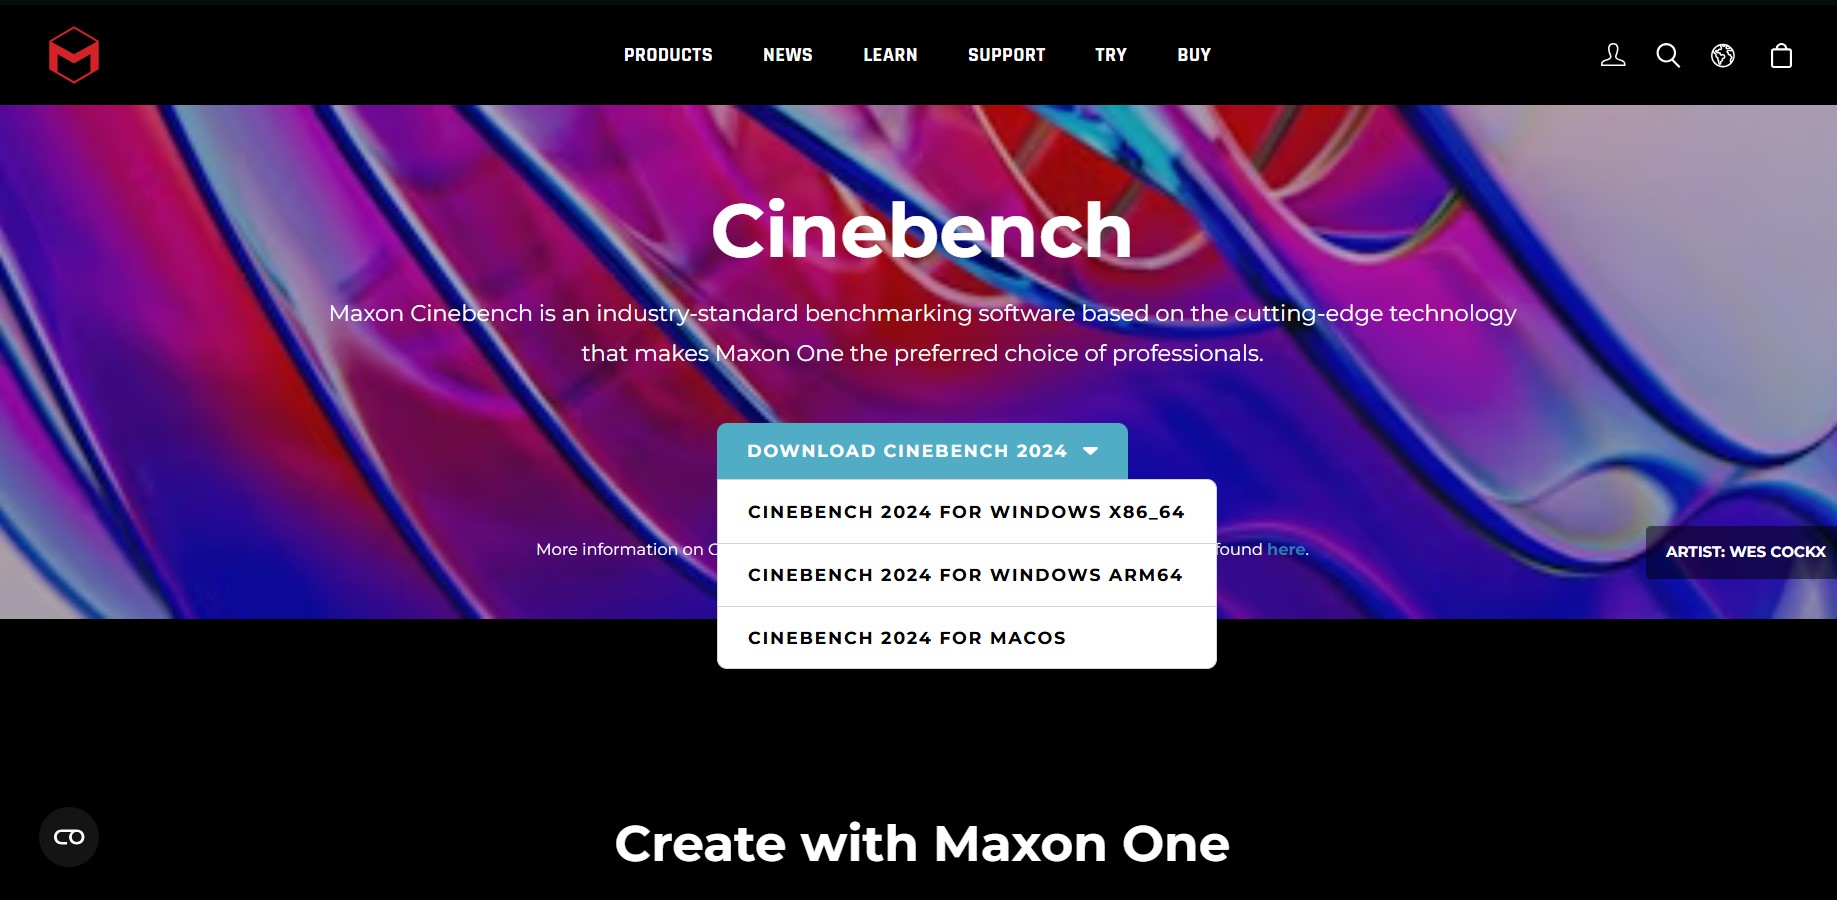 PRODUCTS NEWS LEARN SUPPORT TRY BUY
Cinebench
Maxon Cinebench is an industry-standard benchmarking software based on the cutting-edge technology
that makes Maxon One the preferred choice of professionals.
DOWNLOAD CINEBENCH 2024
CINEBENCH 2024 FOR WINDOWS X86_64
More information on
found here.
ARTIST: WES COCKX
CINEBENCH 2024 FOR WINDOWS ARM64
CINEBENCH 2024 FOR MACOS
Create with Maxon One